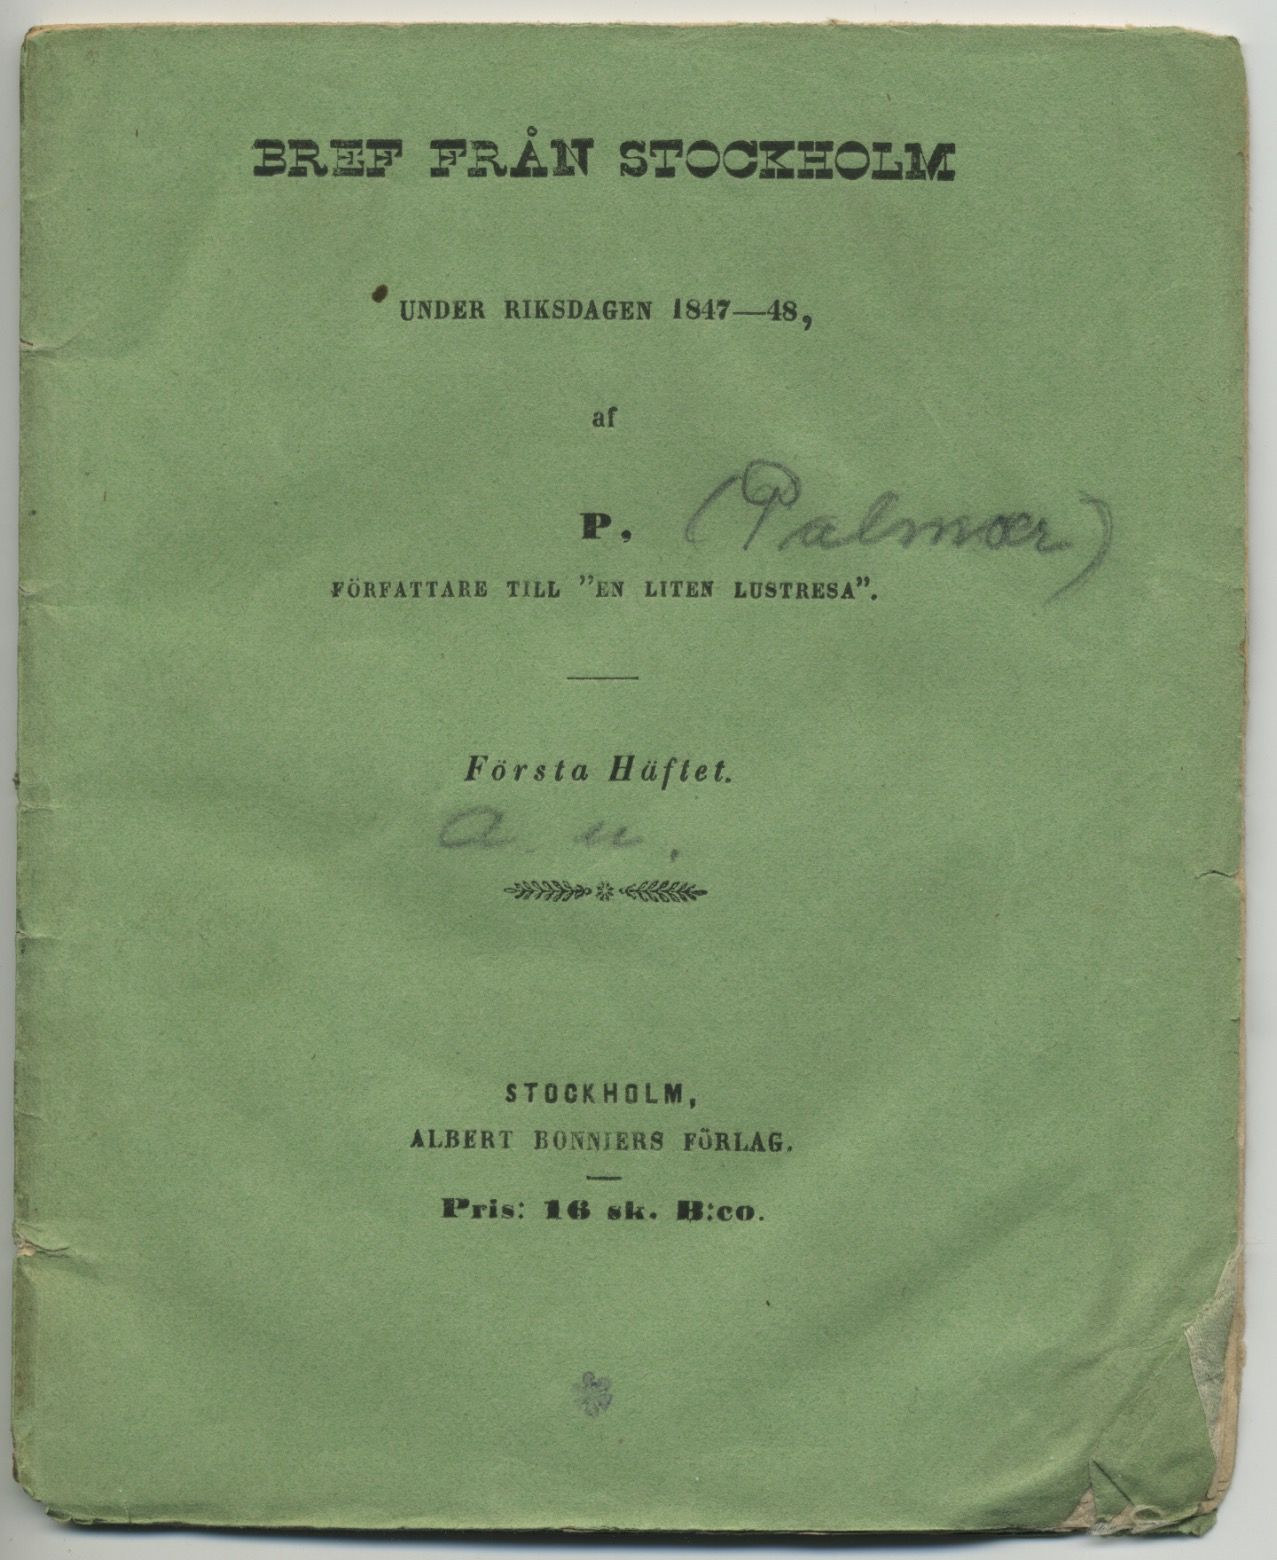 BREF FRÅN STOCKHOLM
UNDER RIKSDAGEN 1847—48,
af
P, (Palmær)
FÖRFATTARE TILL ”EN LITEN LUSTRESA”.
Första Häftet.
a. u.
STOCKHOLM,
ALBERT BONNIERS FÖRLAG.
Pris: 16 sk. B:co.